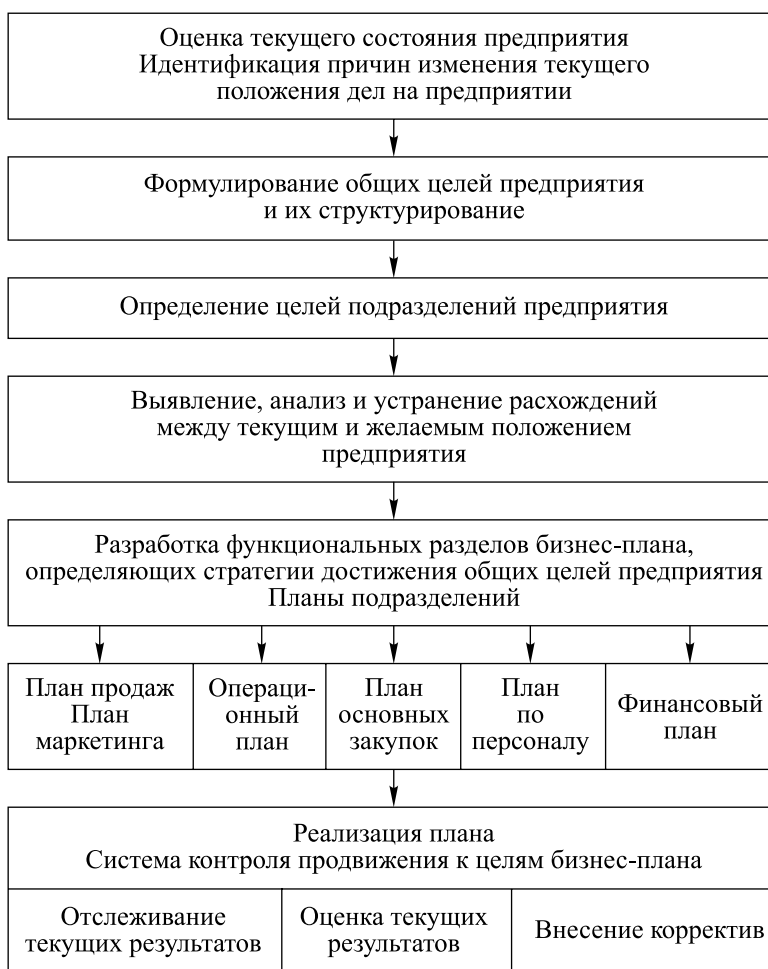 Оценка текущего состояния предприятия
Идентификация причин изменения текущего
положения дел на предприятии
Формулирование общих целей предприятия
и их структурирование
Определение целей подразделений предприятия
Выявление, анализ и устранение расхождений
между текущим и желаемым положением
предприятия
Разработка функциональных разделов бизнес-плана,
определяющих стратегии достижения общих целей предприятия
Планы подразделений
План продаж
План
маркетинга
Операци-
онный
план
План
основных
закупок
План
по
персоналу
Финансовый
план
Реализация плана
Система контроля продвижения к целям бизнес-плана
Отслеживание
текущих результатов
Оценка текущих
результатов
Внесение корректив